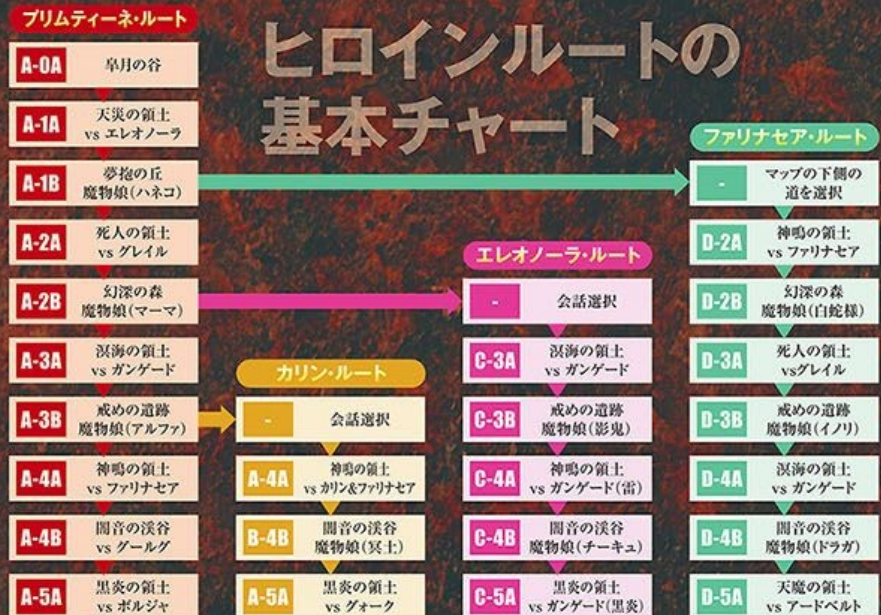 ヒロインルートの
基本チャート
プリムティーネ・ルート
A-0A
皐月の谷
A-1A
天災の領土
vs エレオノーラ
A-1B
夢抱の丘
魔物娘(ハネコ)
A-2A
死人の領土
vs グレイル
A-2B
幻深の森
魔物娘(マーマ)
A-3A
溟海の領土
vs ガンゲード
A-3B
戒めの遺跡
魔物娘(アルファ)
A-4A
神鳴の領土
vs ファリナセア
A-4B
闇音の渓谷
vs グールグ
A-5A
黒炎の領土
vs ボルジャ
カリン・ルート
-
会話選択
A-4A
神鳴の領土
vs カリン&ファリナセア
B-4B
闇音の渓谷
魔物娘(冥土)
A-5A
黒炎の領土
vs グォーク
エレオノーラ・ルート
-
会話選択
C-3A
溟海の領土
vs ガンゲード
C-3B
戒めの遺跡
魔物娘(影鬼)
C-4A
神鳴の領土
vs ガンゲード(雷)
C-4B
闇音の渓谷
魔物娘(チーキュ)
C-5A
黒炎の領土
vs ガンゲード(黒炎)
ファリナセア・ルート
-
マップの下側の
道を選択
D-2A
神鳴の領土
vs ファリナセア
D-2B
幻深の森
魔物娘(白蛇様)
D-3A
死人の領土
vsグレイル
D-3B
戒めの遺跡
魔物娘(イノリ)
D-4A
溟海の領土
vs ガンゲード
D-4B
闇音の渓谷
魔物娘(ドラガ)
D-5A
天魔の領土
vs アードベルト